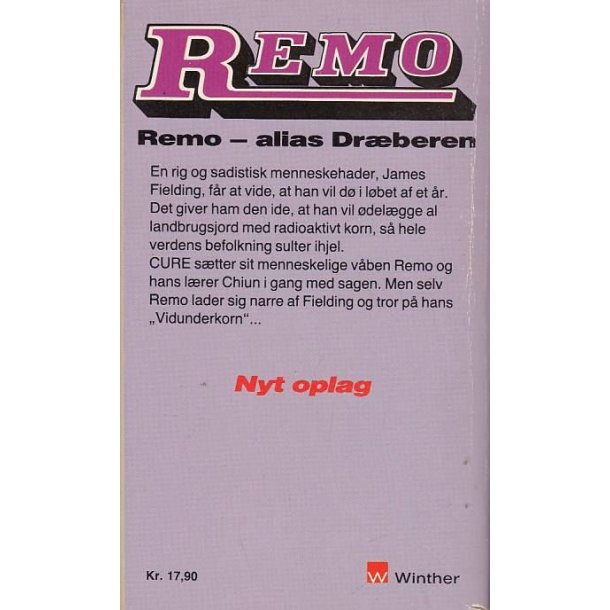 REMO
Remo – alias Dræberen
En rig og sadistisk menneskehader, James
Fielding, får at vide, at han vil dø i løbet af et år.
Det giver ham den ide, at han vil ødelægge al
landbrugsjord med radioaktivt korn, så hele
verdens befolkning sulter ihjel.
CURE sætter sit menneskelige våben Remo og
hans lærer Chiun i gang med sagen. Men selv
Remo lader sig narre af Fielding og tror på hans
„Vidunderkorn“...
Nyt oplag
Kr. 17,90
W Winther